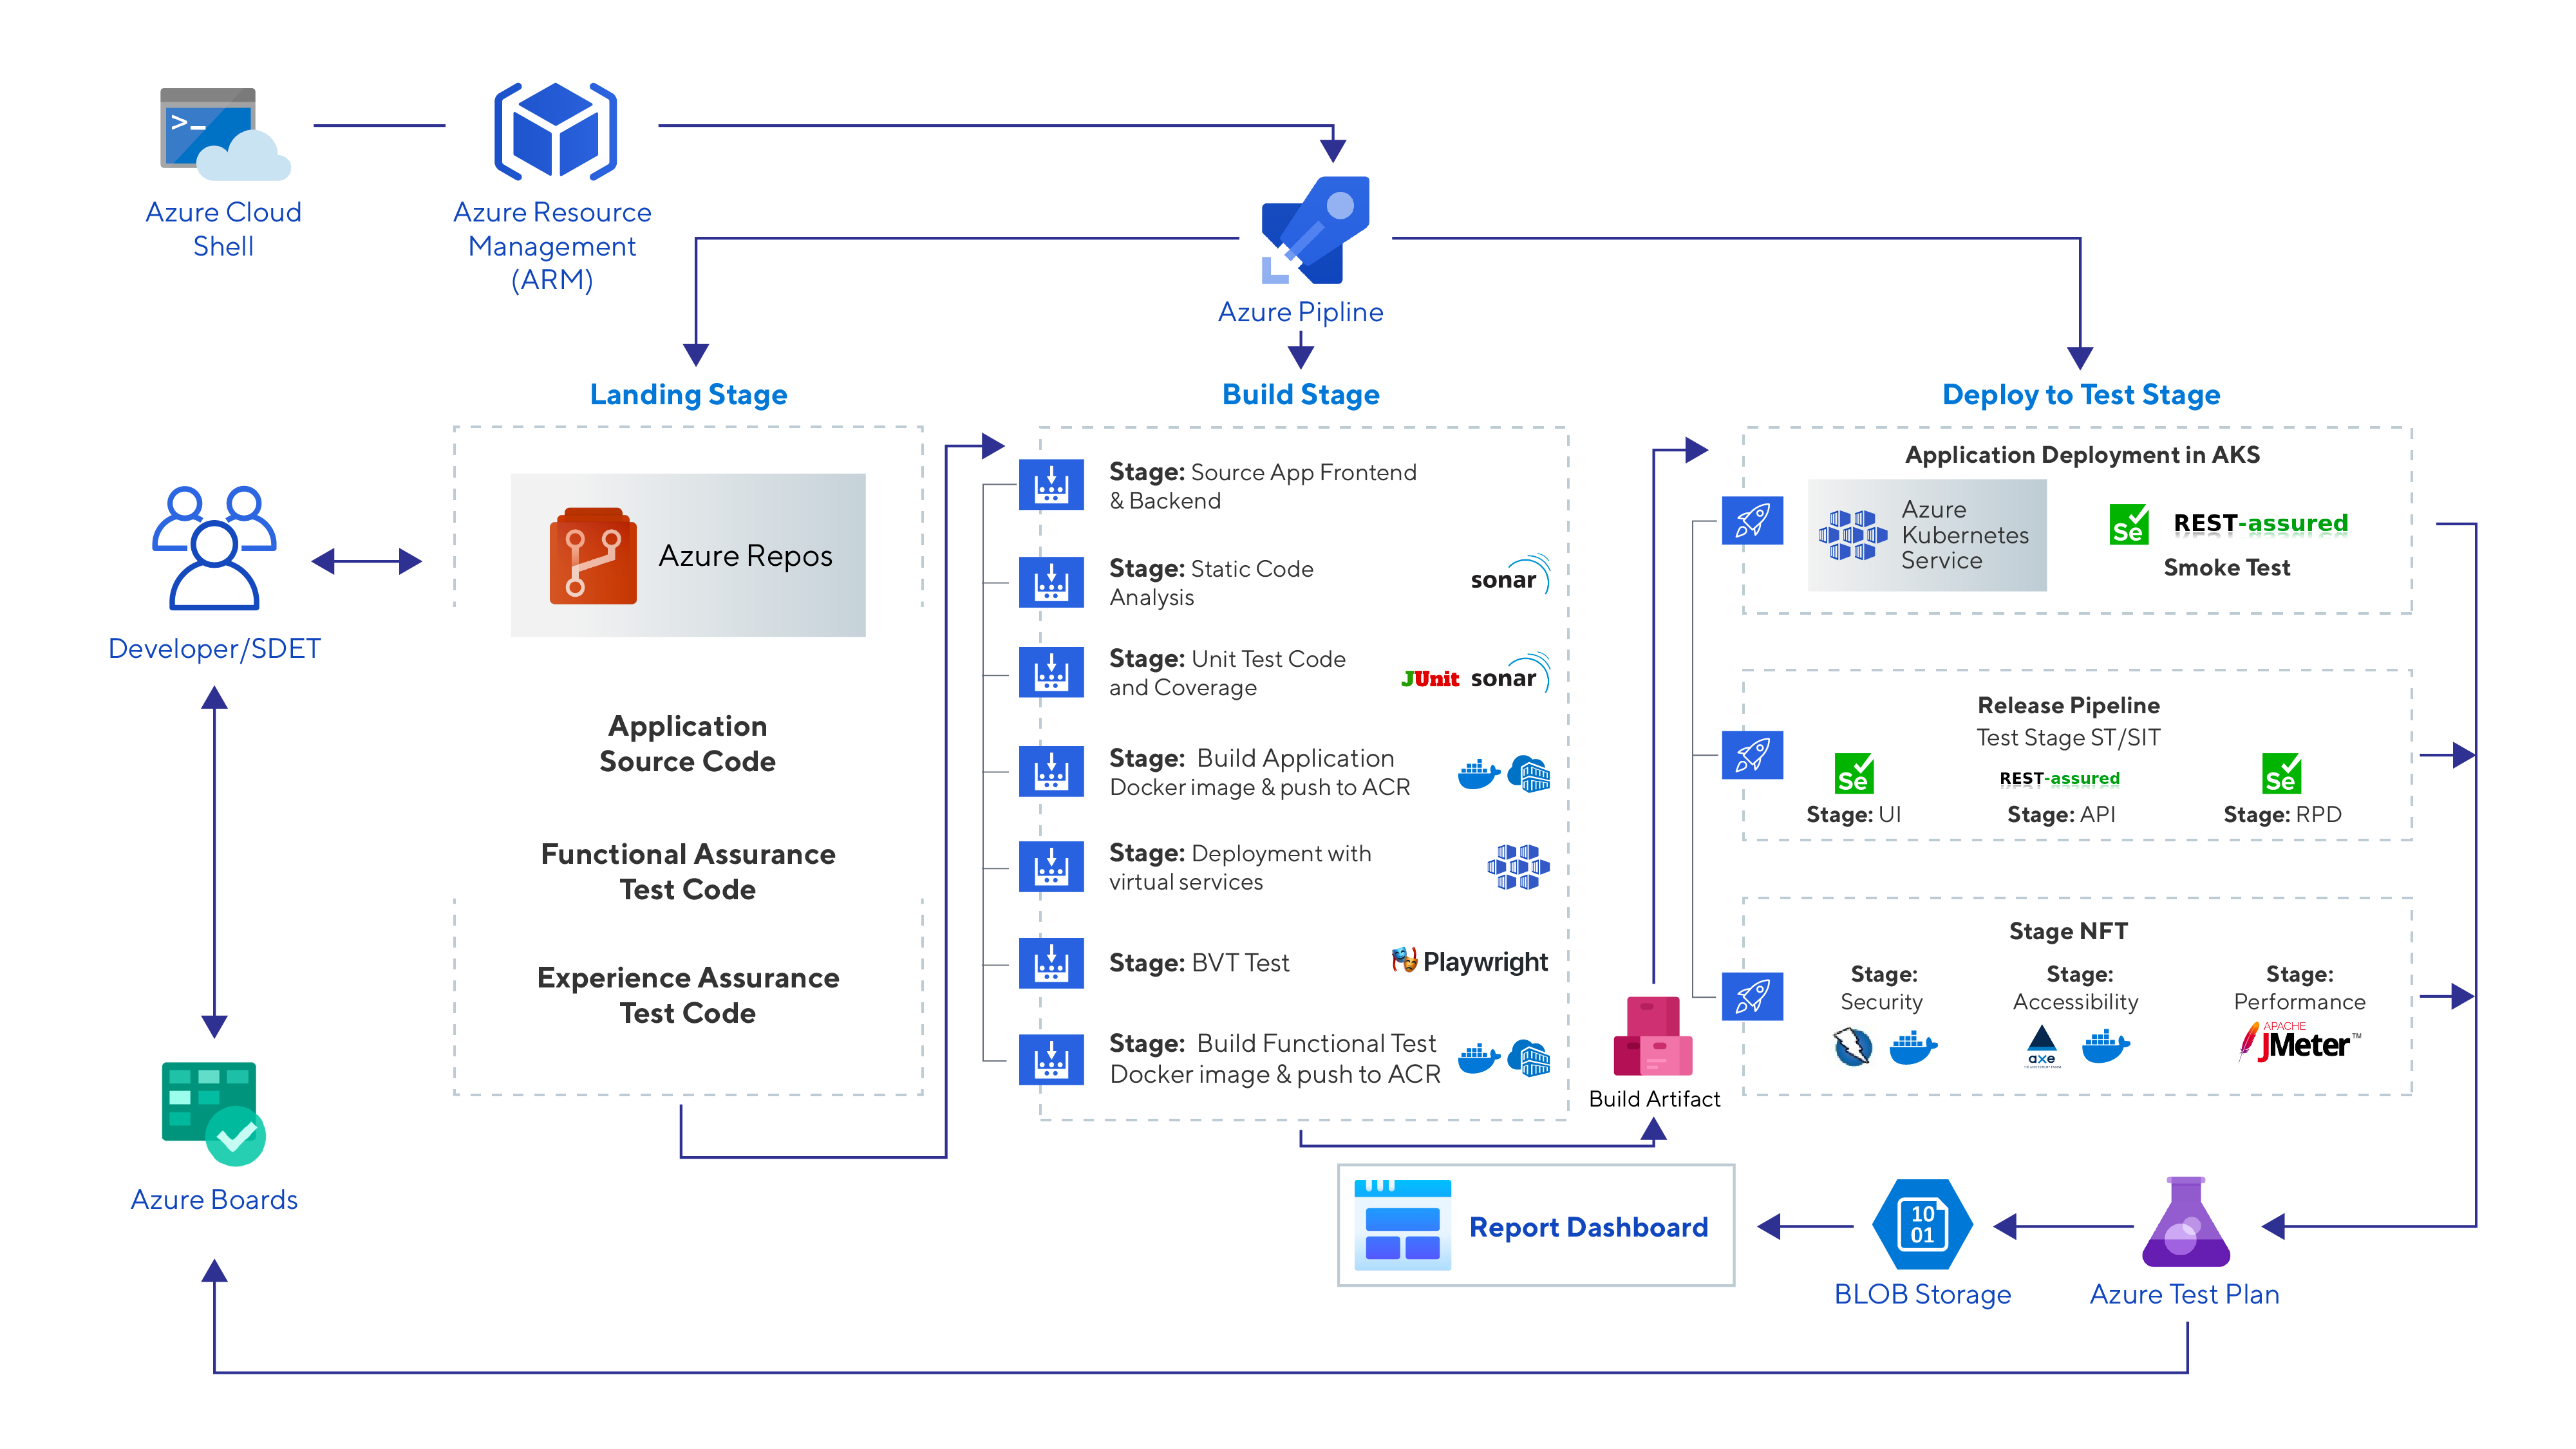 >_
Azure Cloud
Shell
Azure Resource
Management
(ARM)
Azure Pipline
Landing Stage
Azure Repos
Application
Source Code
Functional Assurance
Test Code
Experience Assurance
Test Code
Developer/SDET
Azure Boards
Build Stage
Stage: Source App Frontend
& Backend
Stage: Static Code
Analysis
sonar
Stage: Unit Test Code
and Coverage
JUnit sonar
Stage: Build Application
Docker image & push to ACR
Stage: Deployment with
virtual services
Stage: BVT Test
Playwright
Stage: Build Functional Test
Docker image & push to ACR
Build Artifact
Deploy to Test Stage
Application Deployment in AKS
Azure
Kubernetes
Service
Se
REST-assured
Smoke Test
Release Pipeline
Test Stage ST/SIT
Se
REST-assured
Se
Stage: UI
Stage: API
Stage: RPD
Stage NFT
Stage:
Security
Stage:
Accessibility
axe
Stage:
Performance
APACHE
JMeter™
Report Dashboard
10
01
BLOB Storage
Azure Test Plan